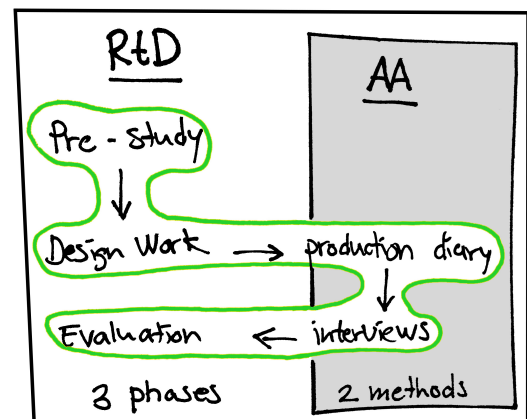 RtD
AA
Pre-study
Design Work → production diary
Evaluation ← interviews
3 phases
2 methods